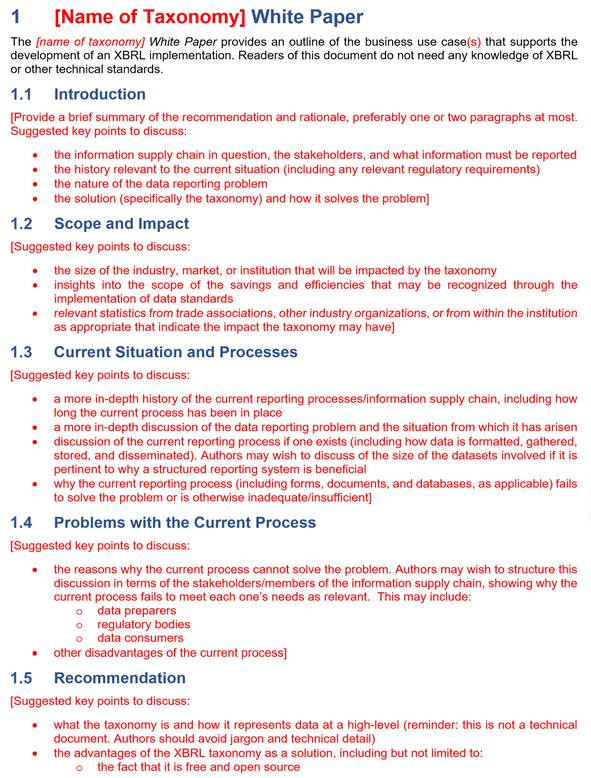 1 [Name of Taxonomy] White Paper
The [name of taxonomy] White Paper provides an outline of the business use case(s) that supports the
development of an XBRL implementation. Readers of this document do not need any knowledge of XBRL
or other technical standards.
1.1 Introduction
[Provide a brief summary of the recommendation and rationale, preferably one or two paragraphs at most.
Suggested key points to discuss:
• the information supply chain in question, the stakeholders, and what information must be reported
• the history relevant to the current situation (including any relevant regulatory requirements)
• the nature of the data reporting problem
• the solution (specifically the taxonomy) and how it solves the problem]
1.2 Scope and Impact
[Suggested key points to discuss:
• the size of the industry, market, or institution that will be impacted by the taxonomy
• insights into the scope of the savings and efficiencies that may be recognized through the
implementation of data standards
• relevant statistics from trade associations, other industry organizations, or from within the institution
as appropriate that indicate the impact the taxonomy may have]
1.3 Current Situation and Processes
[Suggested key points to discuss:
• a more in-depth history of the current reporting processes/information supply chain, including how
long the current process has been in place
• a more in-depth discussion of the data reporting problem and the situation from which it has arisen
• discussion of the current reporting process if one exists (including how data is formatted, gathered,
stored, and disseminated). Authors may wish to discuss of the size of the datasets involved if it is
pertinent to why a structured reporting system is beneficial
• why the current reporting process (including forms, documents, and databases, as applicable) fails
to solve the problem or is otherwise inadequate/insufficient]
1.4 Problems with the Current Process
[Suggested key points to discuss:
• the reasons why the current process cannot solve the problem. Authors may wish to structure this
discussion in terms of the stakeholders/members of the information supply chain, showing why the
current process fails to meet each one's needs as relevant. This may include:
o data preparers
o regulatory bodies
o data consumers
• other disadvantages of the current process]
1.5 Recommendation
[Suggested key points to discuss:
• what the taxonomy is and how it represents data at a high-level (reminder: this is not a technical
document. Authors should avoid jargon and technical detail)
• the advantages of the XBRL taxonomy as a solution, including but not limited to:
o the fact that it is free and open source